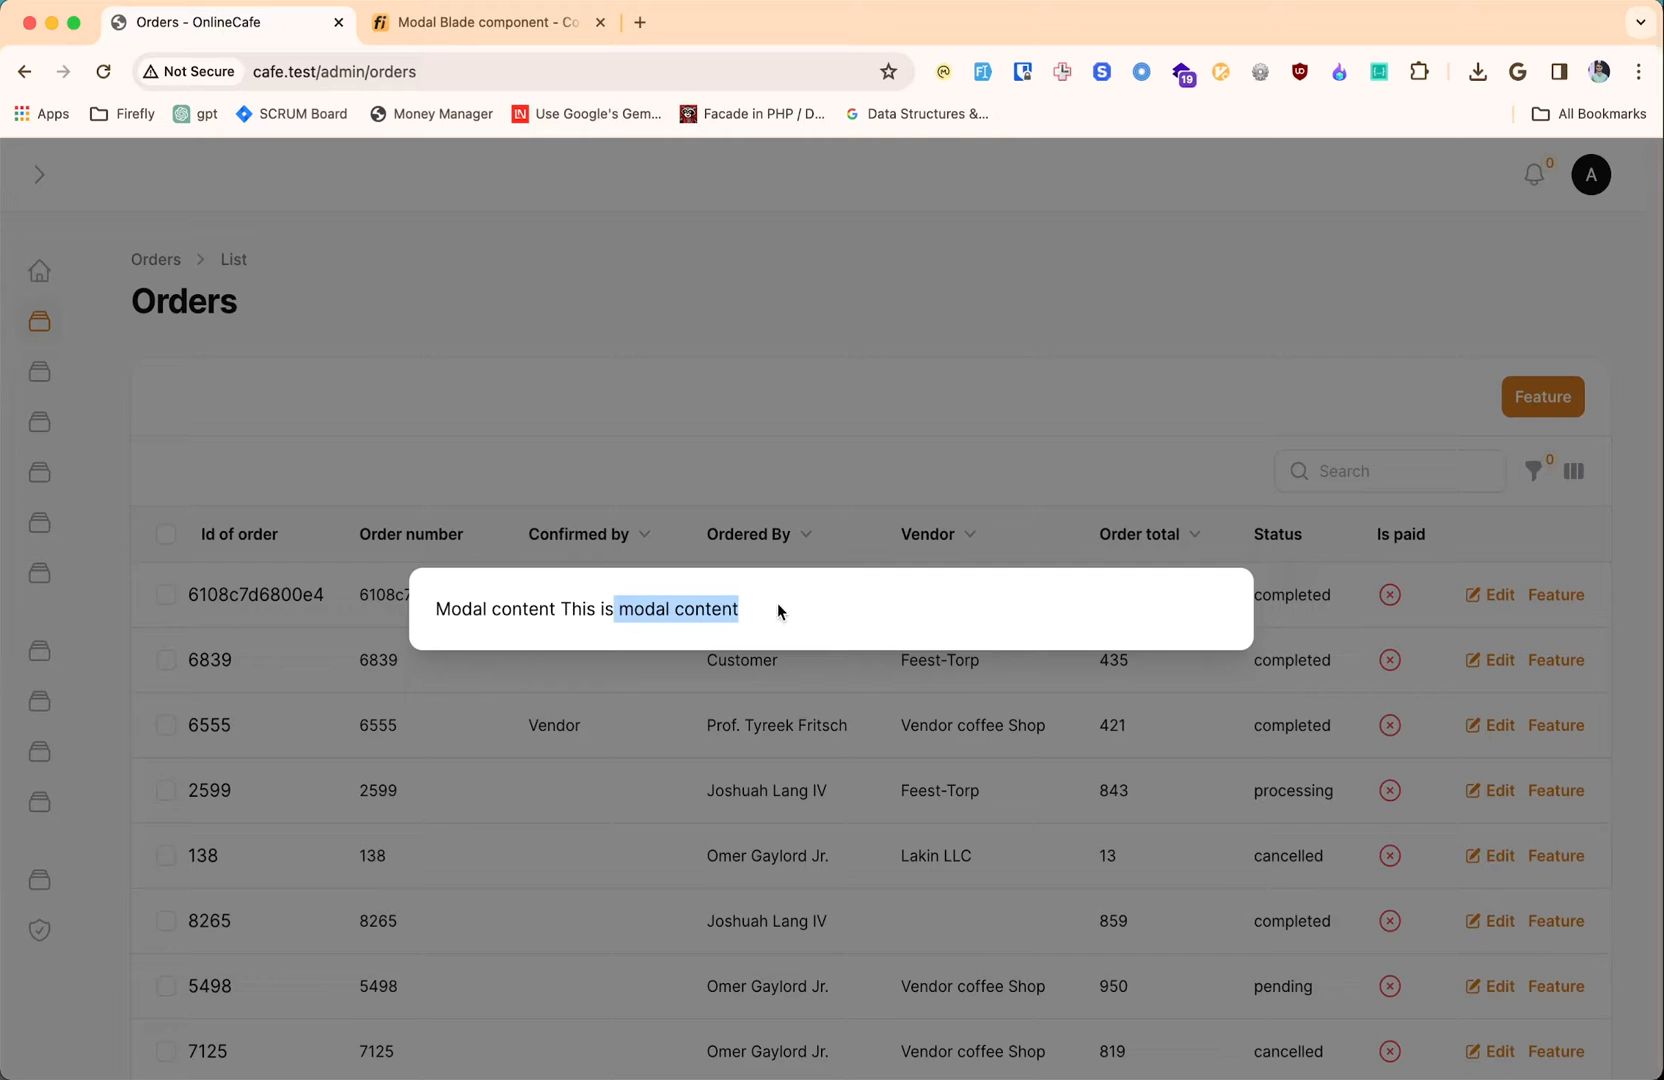 Orders - OnlineCafe
Modal Blade component - Co
Not Secure cafe.test/admin/orders
19
Apps Firefly gpt SCRUM Board Money Manager Use Google's Gem... Facade in PHP / D... Data Structures &... All Bookmarks
0
A
Orders > List
Orders
Feature
Search 0
Id of order Order number Confirmed by Ordered By Vendor Order total Status Is paid
6108c7d6800e4 6108c7 completed Edit Feature
Modal content This is modal content
6839 6839 Customer Feest-Torp 435 completed Edit Feature
6555 6555 Vendor Prof. Tyreek Fritsch Vendor coffee Shop 421 completed Edit Feature
2599 2599 Joshuah Lang IV Feest-Torp 843 processing Edit Feature
138 138 Omer Gaylord Jr. Lakin LLC 13 cancelled Edit Feature
8265 8265 Joshuah Lang IV 859 completed Edit Feature
5498 5498 Omer Gaylord Jr. Vendor coffee Shop 950 pending Edit Feature
7125 7125 Omer Gaylord Jr. Vendor coffee Shop 819 cancelled Edit Feature